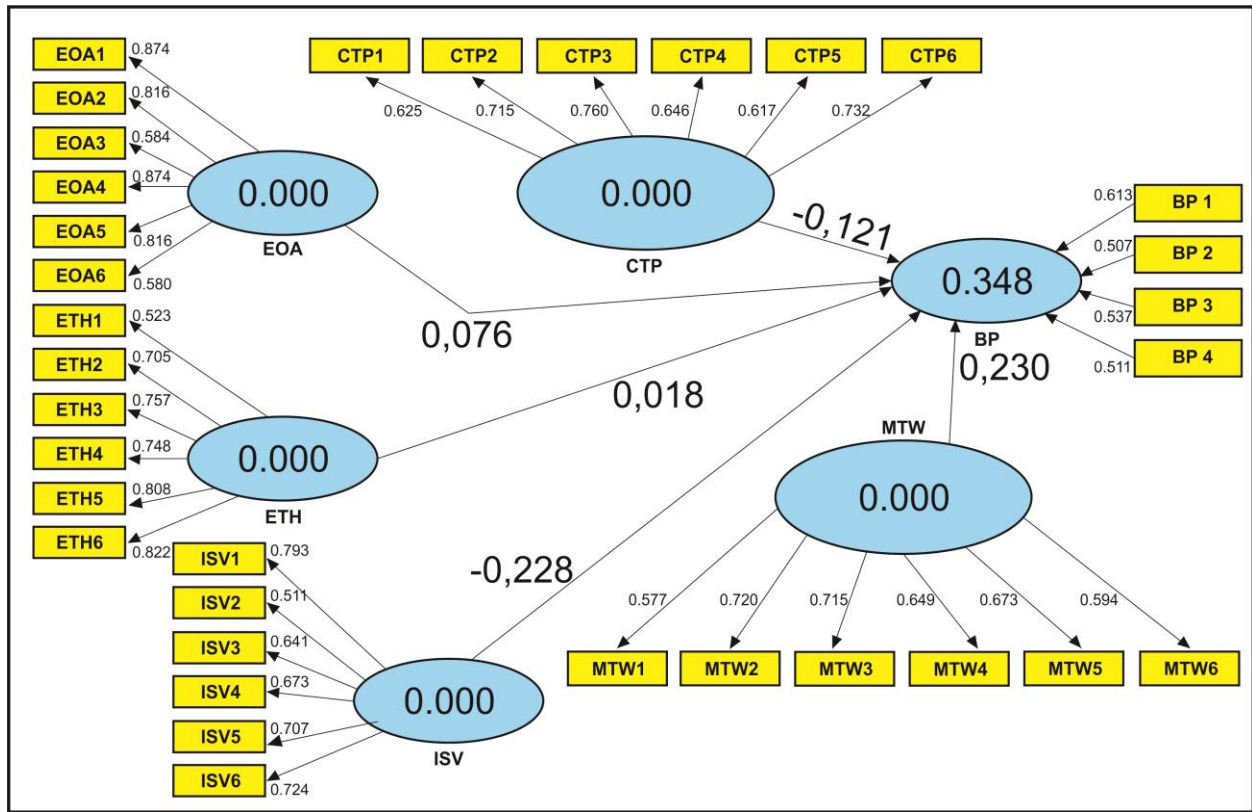 EOA1
0.874
EOA2
0.816
EOA3
0.584
EOA4
0.874
EOA5
0.816
EOA6
0.580
0.000
EOA
CTP1
CTP2
CTP3
CTP4
CTP5
CTP6
0.625
0.715
0.760
0.646
0.617
0.732
0.000
CTP
-0,121
0.613
BP 1
0.507
BP 2
0.537
BP 3
0.511
BP 4
0.348
BP
0,076
0,018
0,230
-0,228
ETH1
0.523
ETH2
0.705
ETH3
0.757
ETH4
0.748
ETH5
0.808
ETH6
0.822
0.000
ETH
MTW
0.000
0.577
0.720
0.715
0.649
0.673
0.594
MTW1
MTW2
MTW3
MTW4
MTW5
MTW6
ISV1
0.793
ISV2
0.511
ISV3
0.641
ISV4
0.673
ISV5
0.707
ISV6
0.724
0.000
ISV